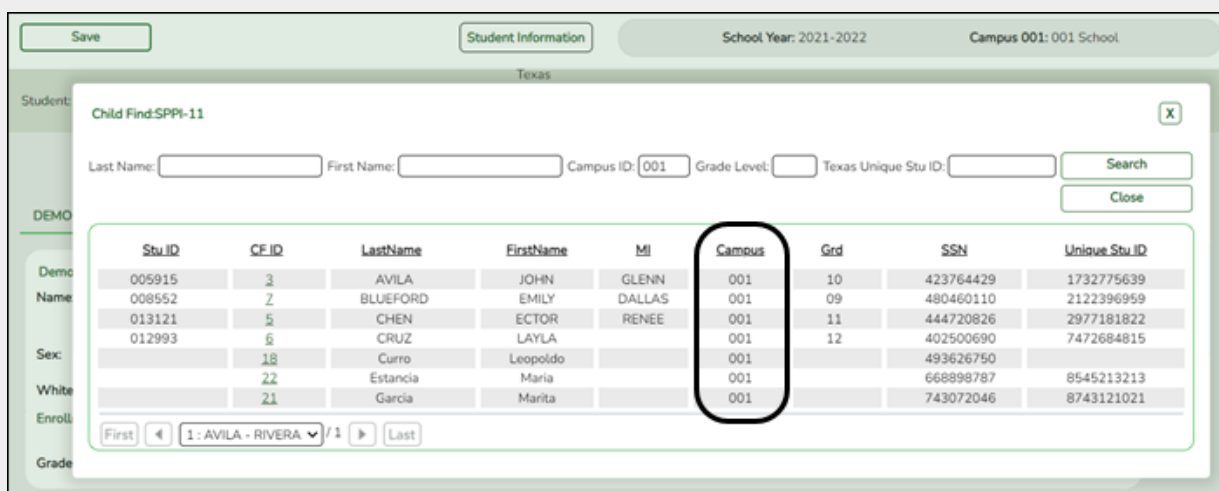 Save
Student Information
School Year: 2021-2022
Campus 001: 001 School
Texas
Student:
Child Find:SPPI-11
X
Last Name:
First Name:
Campus ID: 001
Grade Level:
Texas Unique Stu ID:
Search
Close
DEMO
Stu ID CF ID LastName FirstName MI Campus Grd SSN Unique Stu ID
005915 3 AVILA JOHN GLENN 001 10 423764429 1732775639
008552 7 BLUEFORD EMILY DALLAS 001 09 480460110 2122396959
013121 5 CHEN ECTOR RENEE 001 11 444720826 2977181822
012993 6 CRUZ LAYLA 001 12 402500690 7472684815
18 Curro Leopoldo 001 493626750
22 Estancia Maria 001 668898787 8545213213
21 Garcia Marita 001 743072046 8743121021
Demo
Name
Sex:
White
Enroll
Grade
First 1 : AVILA - RIVERA / 1 Last